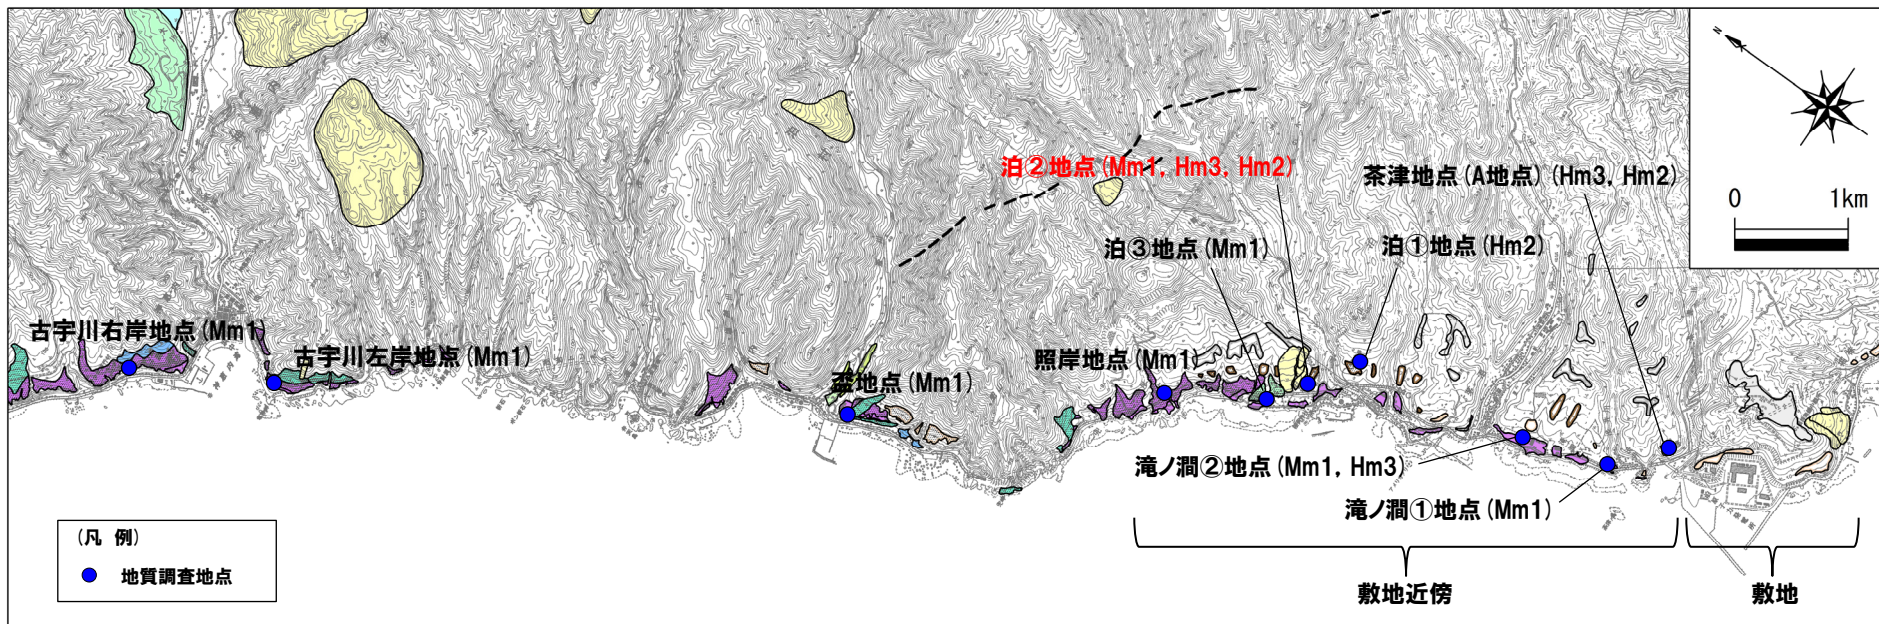 N
0 1km
泊②地点(Mm1, Hm3, Hm2)
茶津地点(A地点)(Hm3, Hm2)
泊③地点(Mm1)
泊①地点(Hm2)
古宇川右岸地点(Mm1)
古宇川左岸地点(Mm1)
盃地点(Mm1)
照岸地点(Mm1)
滝ノ澗②地点(Mm1, Hm3)
滝ノ澗①地点(Mm1)
(凡 例)
地質調査地点
敷地近傍
敷地